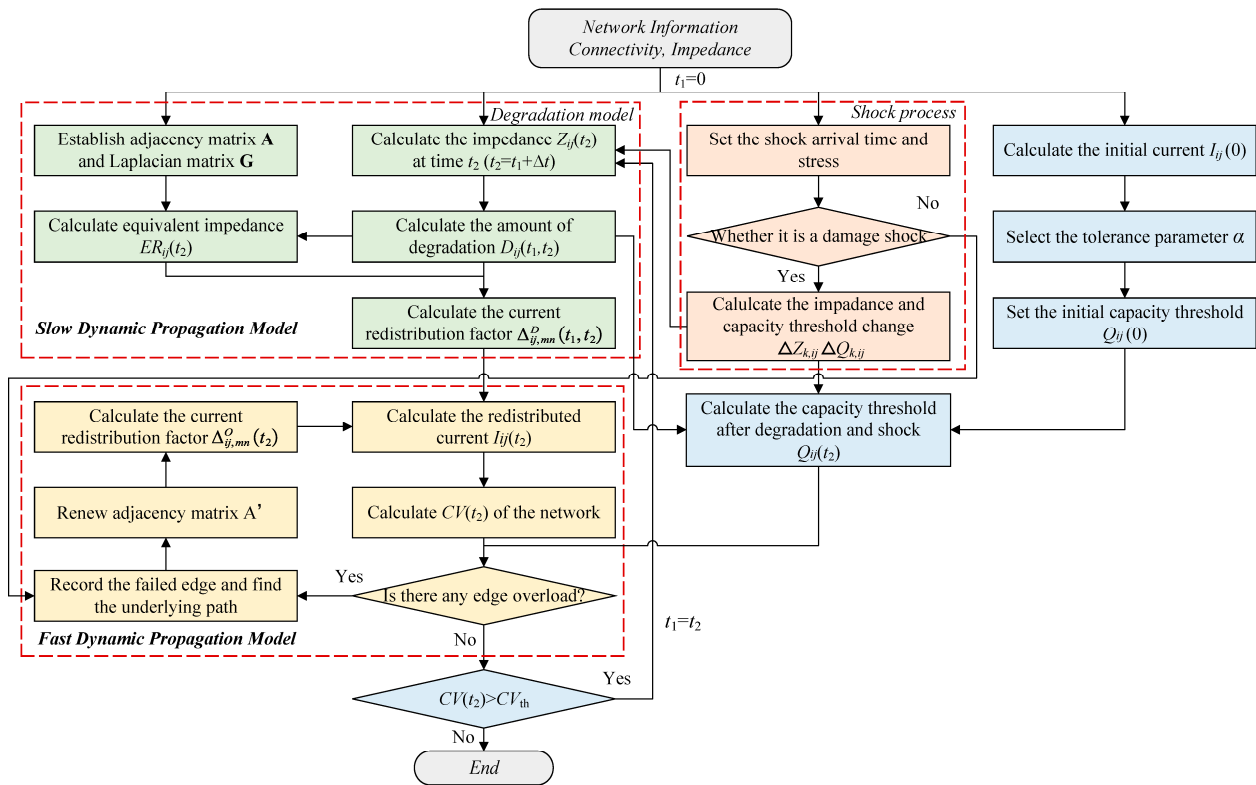 Network Information
Connectivity, Impedance
t₁=0
Degradation model
Establish adjacency matrix A
and Laplacian matrix G
Calculate the impedance Zᵢⱼ(t₂)
at time t₂ (t₂=t₁+Δt)
Calculate equivalent impedance
ERᵢⱼ(t₂)
Calculate the amount of
degradation Dᵢⱼ(t₁,t₂)
Calculate the current
redistribution factor Δᴰᵢⱼ,ₘₙ(t₁, t₂)
Slow Dynamic Propagation Model
Shock process
Set the shock arrival time and
stress
No
Whether it is a damage shock
Yes
Calulcate the impadance and
capacity threshold change
ΔZₖ,ᵢⱼ ΔQₖ,ᵢⱼ
Calculate the initial current Iᵢⱼ(0)
Select the tolerance parameter α
Set the initial capacity threshold
Qᵢⱼ(0)
Calculate the capacity threshold
after degradation and shock
Qᵢⱼ(t₂)
Calculate the current
redistribution factor Δᴼᵢⱼ,ₘₙ(t₂)
Calculate the redistributed
current Iij(t₂)
Renew adjacency matrix A’
Calculate CV(t₂) of the network
Record the failed edge and find
the underlying path
Yes
Is there any edge overload?
Fast Dynamic Propagation Model
No
t₁=t₂
CV(t₂)>CVth
Yes
No
End